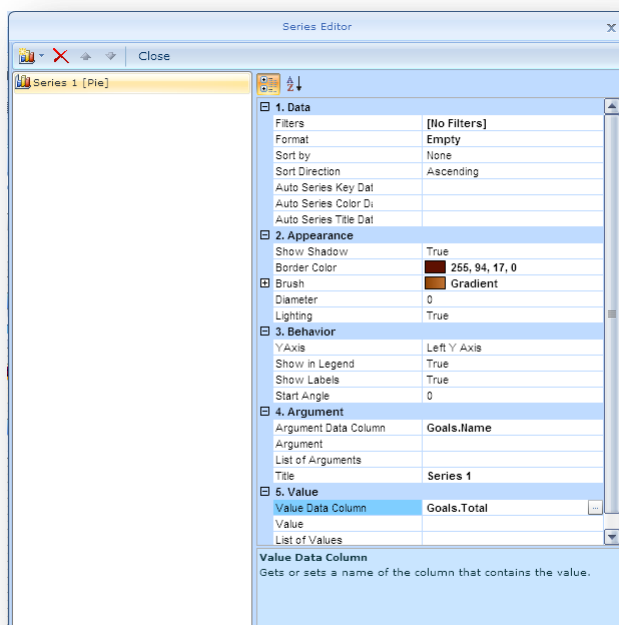 Series Editor
Close
Series 1 [Pie]
1. Data
Filters [No Filters]
Format Empty
Sort by None
Sort Direction Ascending
Auto Series Key Dat
Auto Series Color Da
Auto Series Title Dat
2. Appearance
Show Shadow True
Border Color 255, 94, 17, 0
Brush Gradient
Diameter 0
Lighting True
3. Behavior
YAxis Left Y Axis
Show in Legend True
Show Labels True
Start Angle 0
4. Argument
Argument Data Column Goals.Name
Argument
List of Arguments
Title Series 1
5. Value
Value Data Column Goals.Total ...
Value
List of Values
Value Data Column
Gets or sets a name of the column that contains the value.